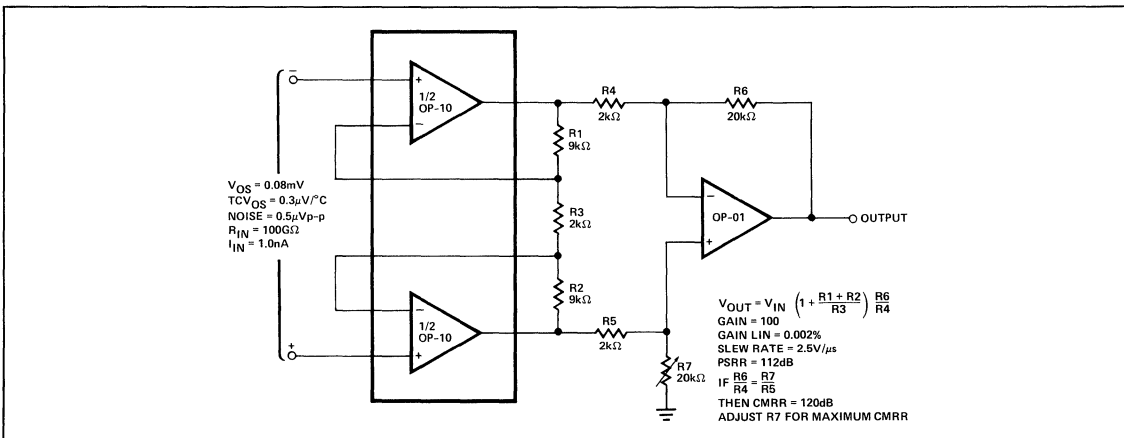 −
+
1/2
OP-10
−
R4
2kΩ
R6
20kΩ
R1
9kΩ
V_OS = 0.08mV
TCV_OS = 0.3μV/°C
NOISE = 0.5μVp-p
R_IN = 100GΩ
I_IN = 1.0nA
R3
2kΩ
−
OP-01
+
OUTPUT
R2
9kΩ
−
1/2
OP-10
+
+
R5
2kΩ
R7
20kΩ
V_OUT = V_IN (1 + R1 + R2 / R3) R6 / R4
GAIN = 100
GAIN LIN = 0.002%
SLEW RATE = 2.5V/μs
PSRR = 112dB
IF R6 / R4 = R7 / R5
THEN CMRR = 120dB
ADJUST R7 FOR MAXIMUM CMRR